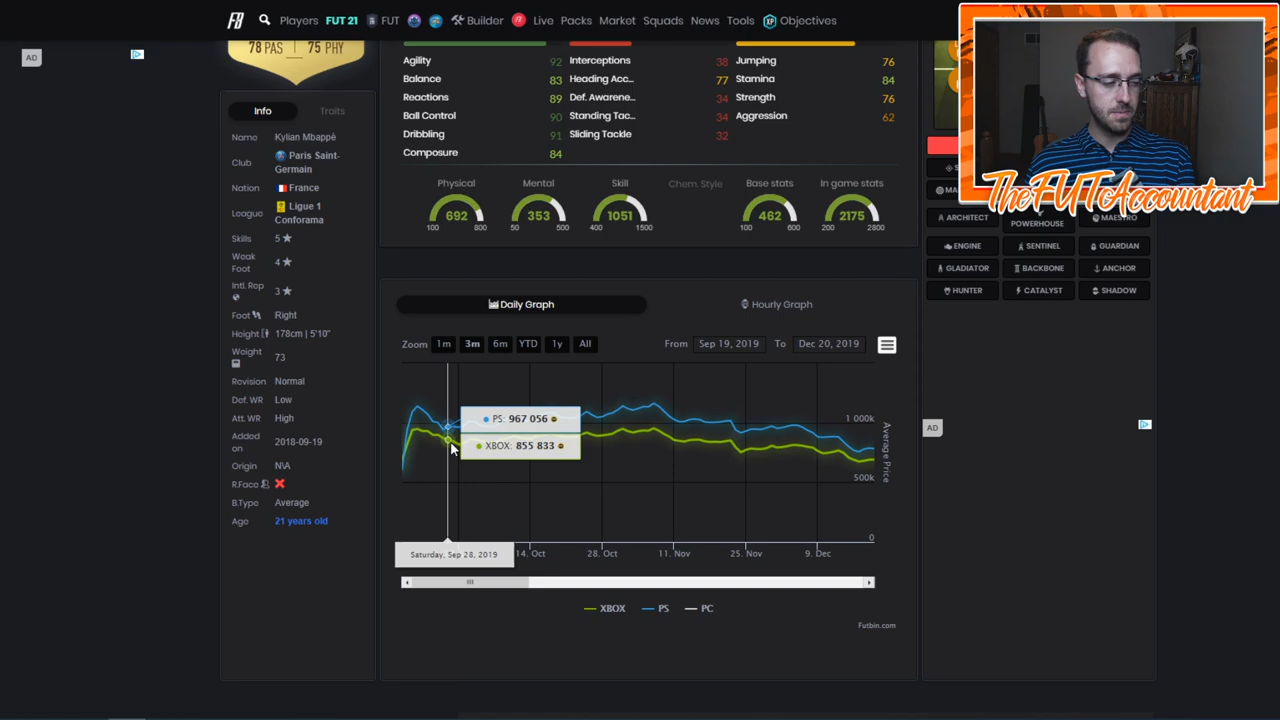 FB Players FUT 21 FUT Builder Live Packs Market Squads News Tools Objectives
AD
78 PAS 75 PHY
Info Traits
Name Kylian Mbappé
Club Paris Saint-
Germain
Nation France
League Ligue 1
Conforama
Skills 5
Weak
Foot 4
Intl. Rep 3
Foot Right
Height 178cm | 5'10"
Weight 73
Revision Normal
Def. WR Low
Att. WR High
Added
on 2018-09-19
Origin N\A
R.Face
B.Type Average
Age 21 years old
Agility 92 Interceptions 38 Jumping 76
Balance 83 Heading Acc... 77 Stamina 84
Reactions 89 Def. Awarene... 34 Strength 76
Ball Control 90 Standing Tac... 34 Aggression 62
Dribbling 91 Sliding Tackle 32
Composure 84
Physical Mental Skill Chem. Style Base stats In game stats
692 353 1051 462 2175
100 800 50 500 400 1500 100 600 200 2800
Daily Graph Hourly Graph
Zoom 1m 3m 6m YTD 1y All From Sep 19, 2019 To Dec 20, 2019
PS: 967 056
XBOX: 855 833
1 000k
500k
0
Average Price
Saturday, Sep 28, 2019
14. Oct 28. Oct 11. Nov 25. Nov 9. Dec
XBOX PS PC
Futbin.com
TheFUTAccountant
ARCHITECT POWERHOUSE MAESTRO
ENGINE SENTINEL GUARDIAN
GLADIATOR BACKBONE ANCHOR
HUNTER CATALYST SHADOW
AD